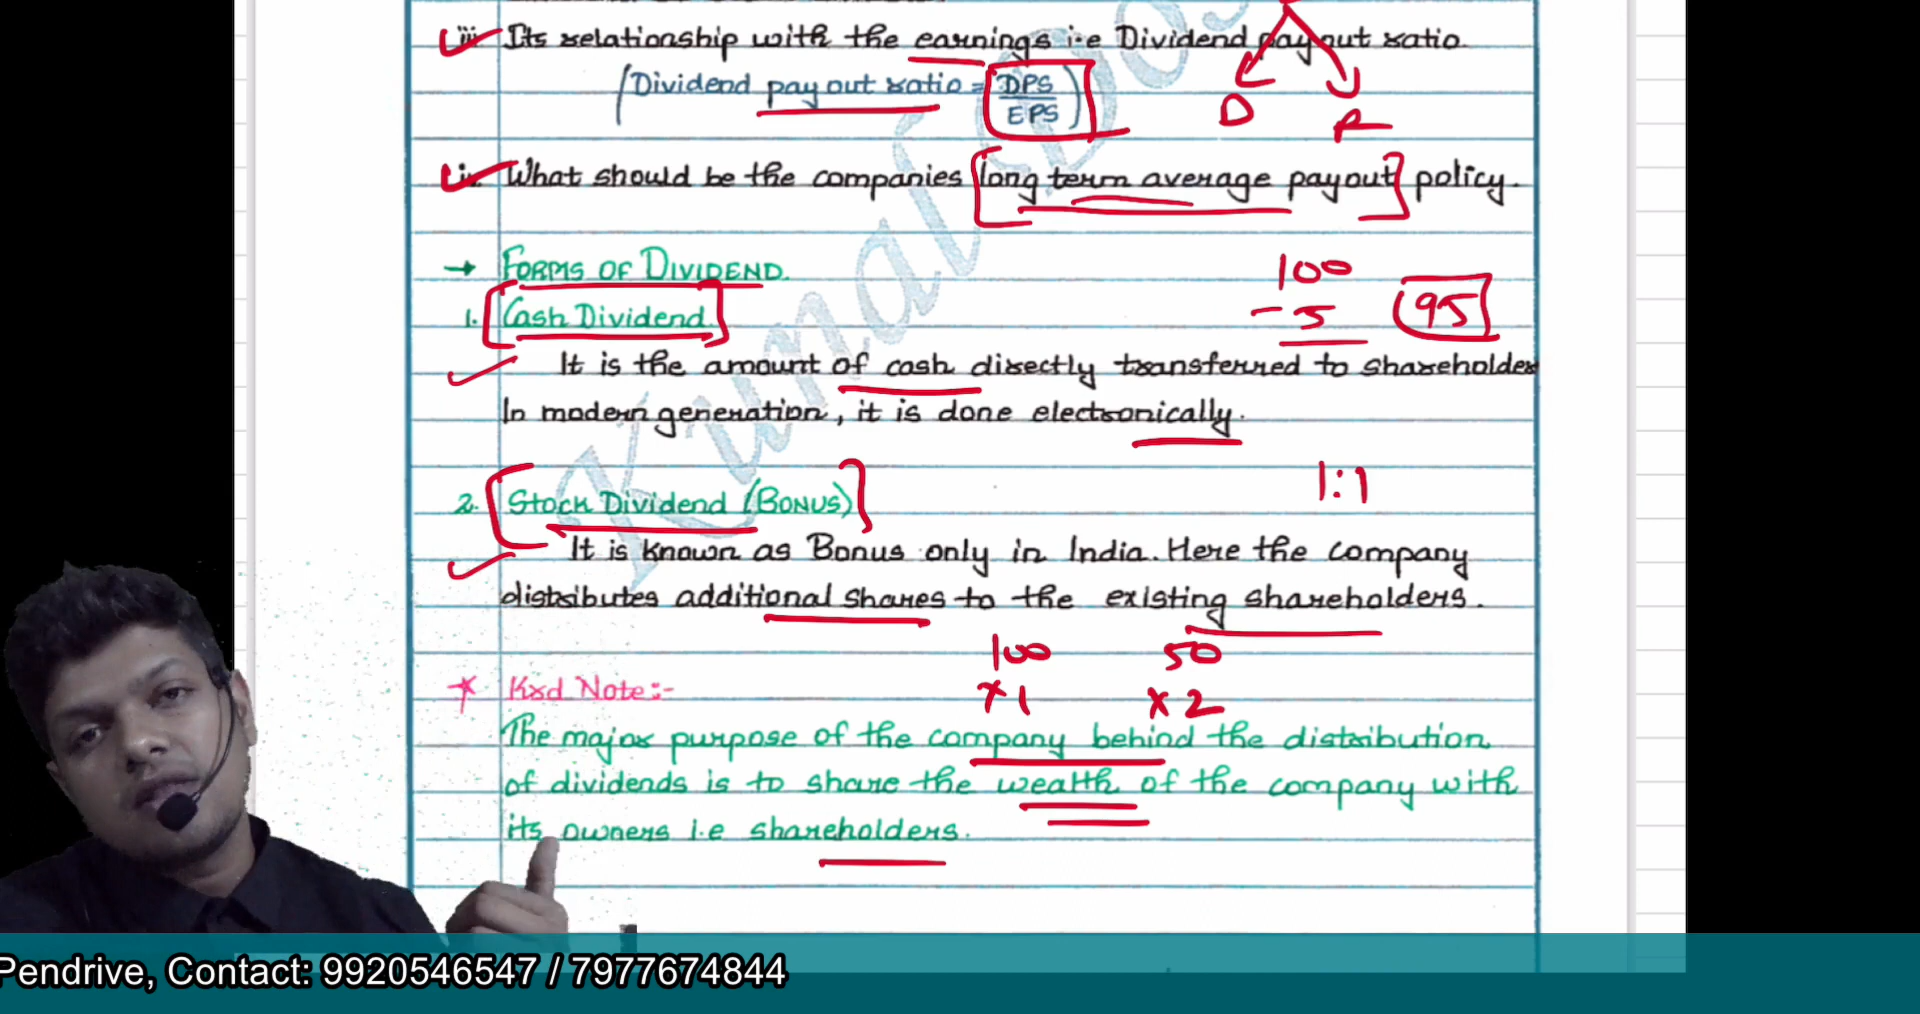 iii. Its relationship with the earnings i.e Dividend payout ratio.
(Dividend pay out ratio = DPS
EPS)
D R
iv. What should be the companies [long term average payout] policy.
→ FORMS OF DIVIDEND.
100
1. Cash Dividend
- 5 95
It is the amount of cash directly transferred to shareholder
In modern generation, it is done electronically.
1:1
2. Stock Dividend (BONUS)
It is known as Bonus only in India. Here the company
distributes additional shares to the existing shareholders.
100 50
* Kxd Note:-
x 1 x 2
The major purpose of the company behind the distribution
of dividends is to share the wealth of the company with
its owners i.e shareholders.
Pendrive, Contact: 9920546547 / 7977674844